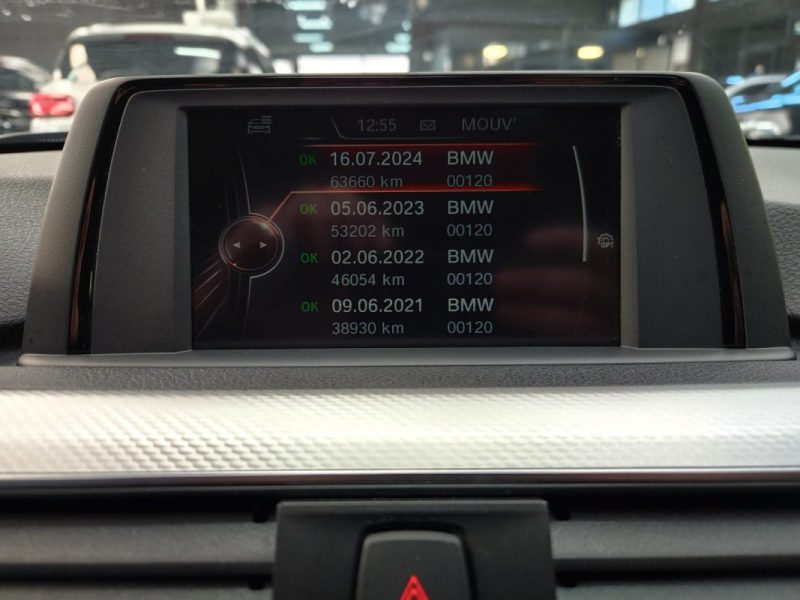 12:55 MOUV'
OK 16.07.2024 BMW
63660 km 00120
OK 05.06.2023 BMW
53202 km 00120
OK 02.06.2022 BMW
46054 km 00120
OK 09.06.2021 BMW
38930 km 00120
OPT